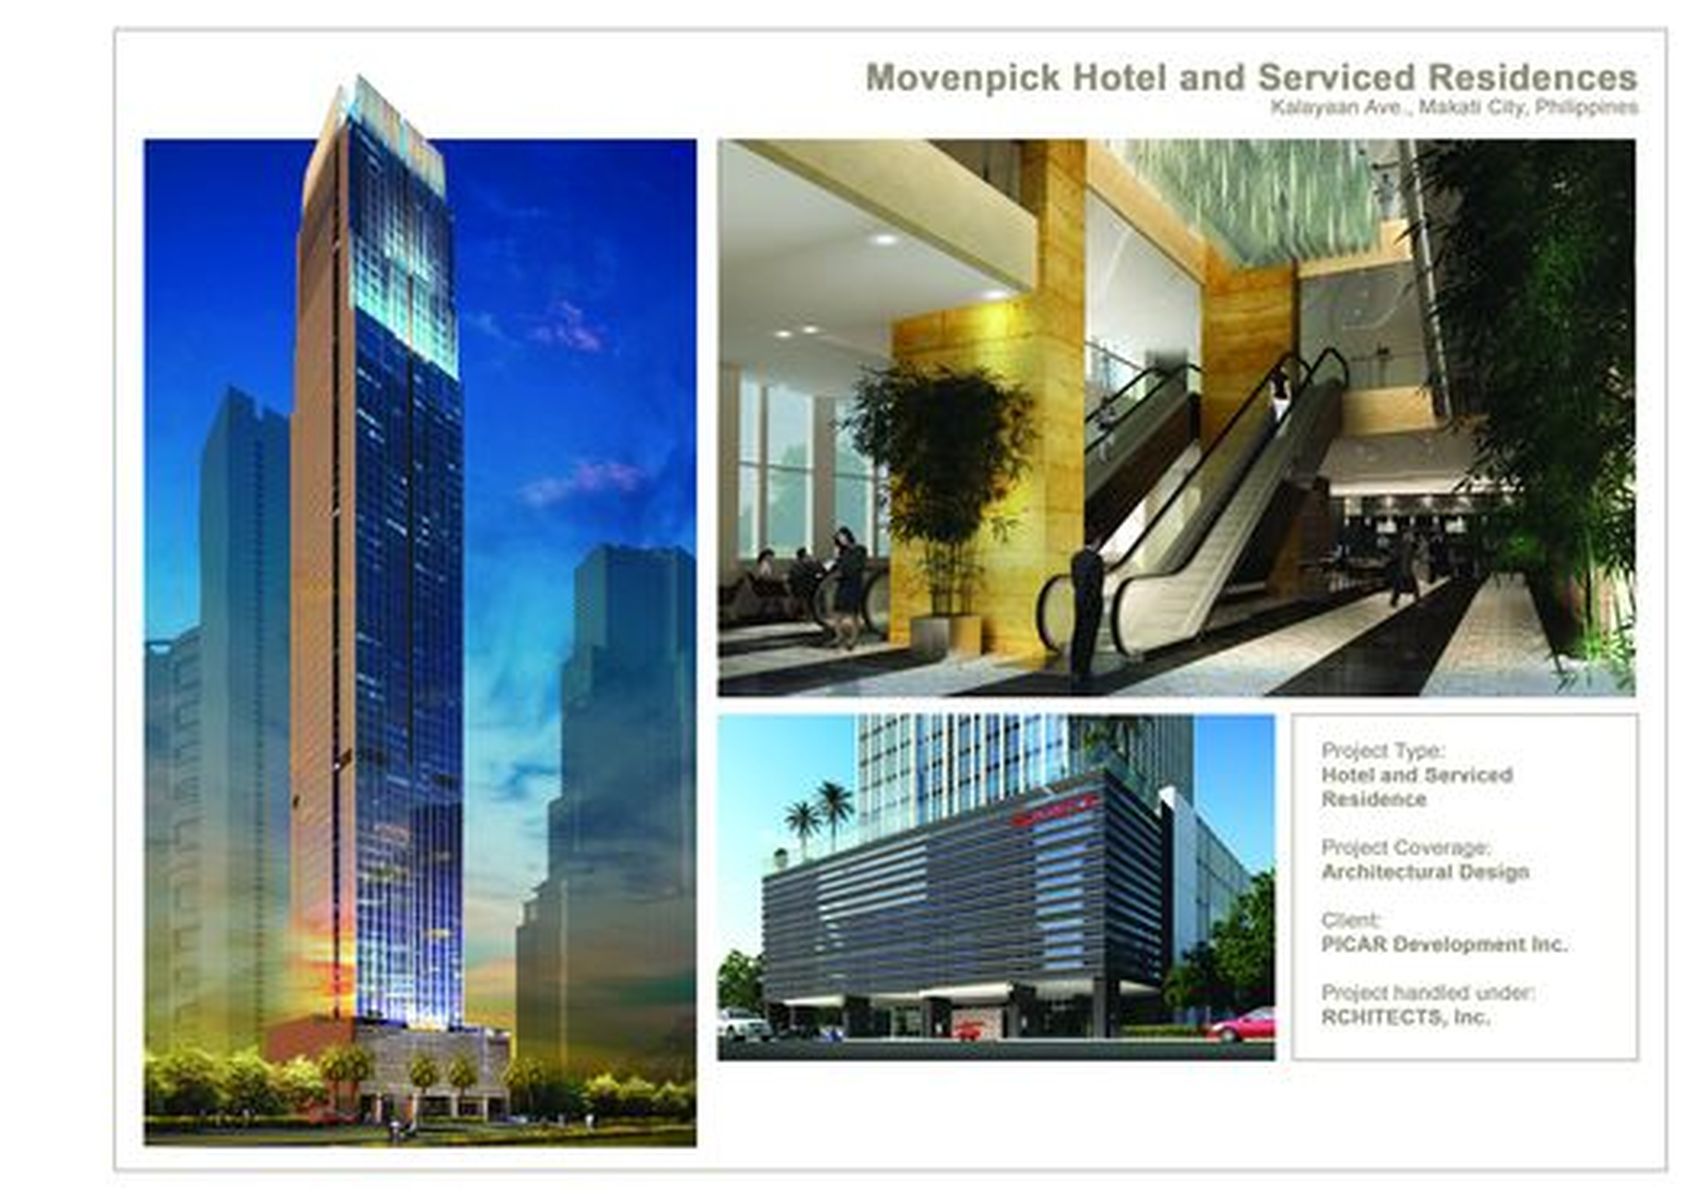 Movenpick Hotel and Serviced Residences
Kalayaan Ave., Makati City, Philippines
Project Type:
Hotel and Serviced
Residence
Project Coverage:
Architectural Design
Client:
PICAR Development Inc.
Project handled under:
RCHITECTS, Inc.